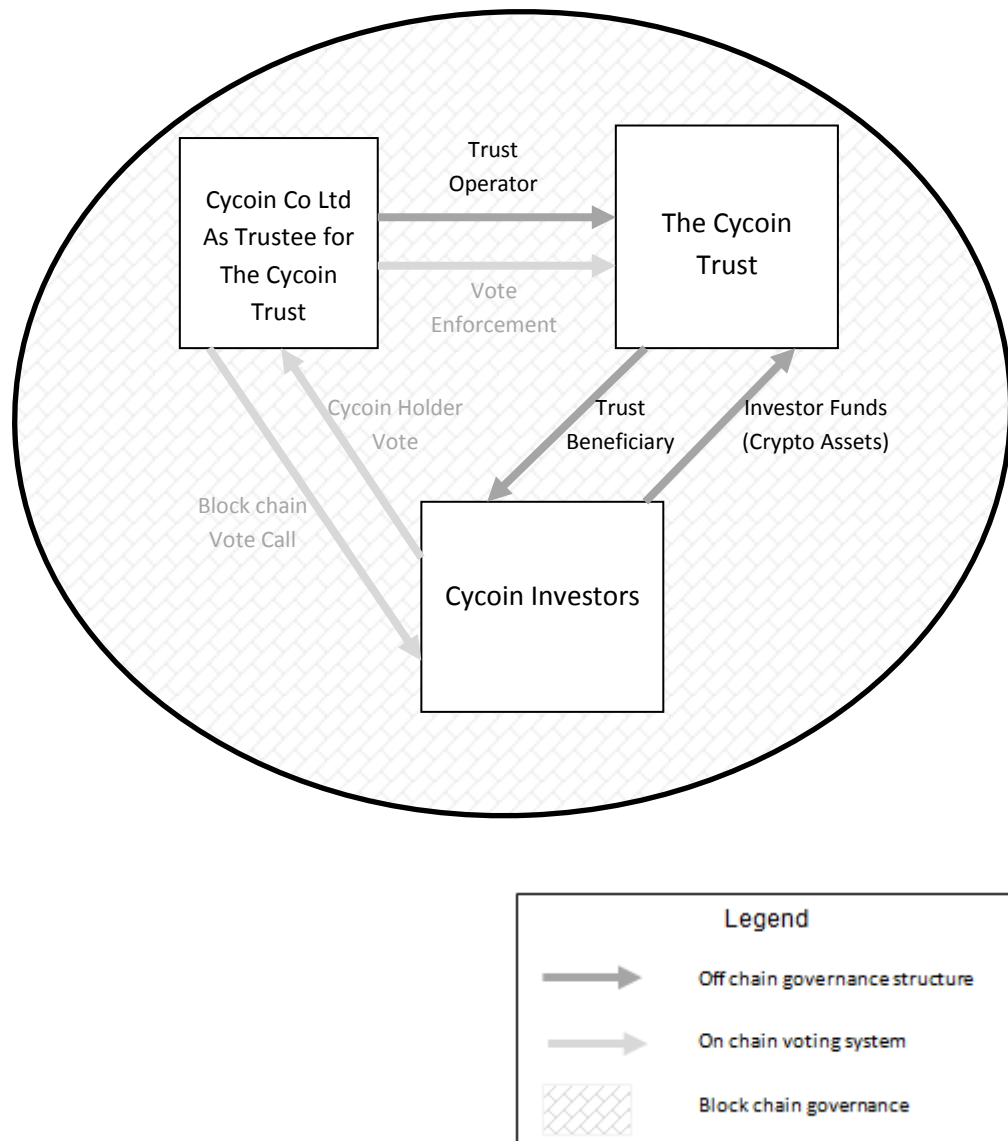 Trust
Operator
Cycoin Co Ltd
As Trustee for
The Cycoin
Trust
The Cycoin
Trust
Vote
Enforcement
Cycoin Holder
Vote
Trust
Beneficiary
Investor Funds
(Crypto Assets)
Block chain
Vote Call
Cycoin Investors
Legend
Off chain governance structure
On chain voting system
Block chain governance